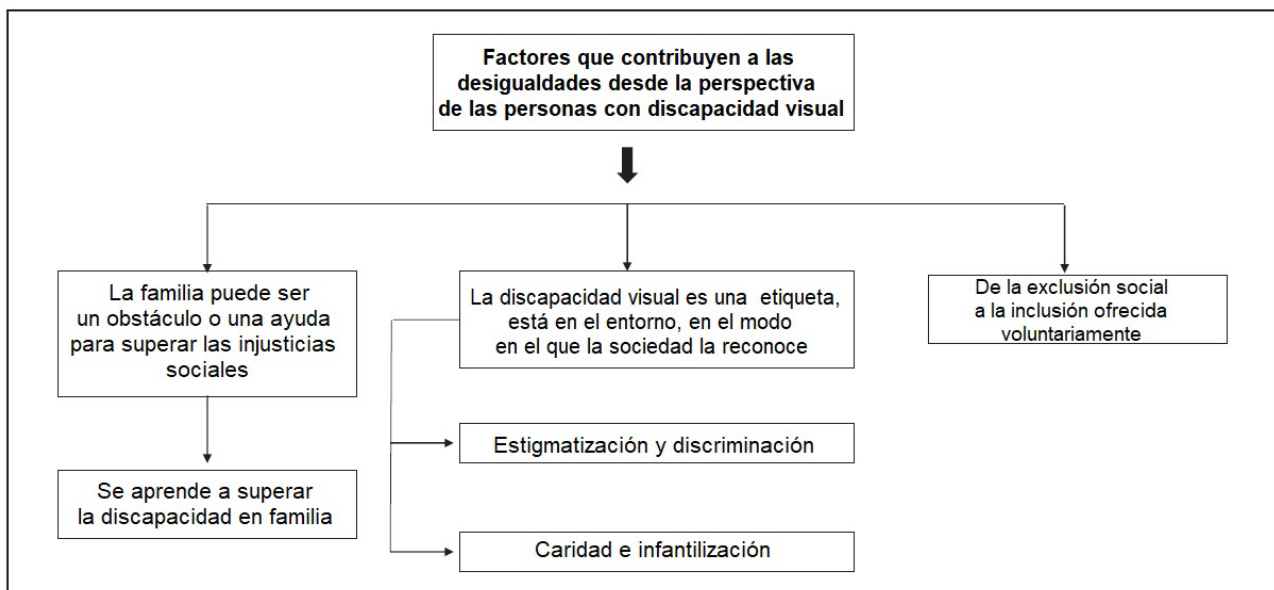 Factores que contribuyen a las
desigualdades desde la perspectiva
de las personas con discapacidad visual
La familia puede ser
un obstáculo o una ayuda
para superar las injusticias
sociales
Se aprende a superar
la discapacidad en familia
La discapacidad visual es una etiqueta,
está en el entorno, en el modo
en el que la sociedad la reconoce
Estigmatización y discriminación
Caridad e infantilización
De la exclusión social
a la inclusión ofrecida
voluntariamente